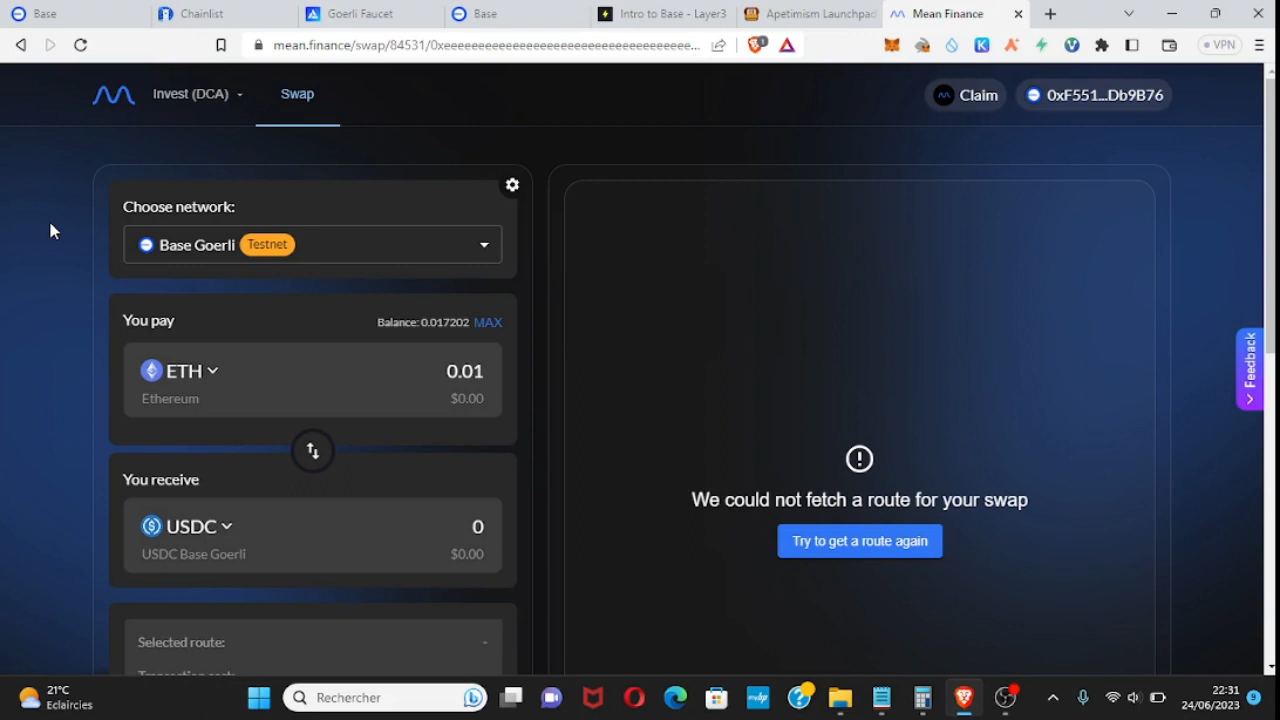 Base
Chainlist
Goerli Faucet
Base
Intro to Base - Layer3
Apetimism Launchpad
Mean Finance
mean.finance/swap/84531/0xeeeeeeeeeeeeeeeeeeeeeeeeeeeeeeeeeee...
1
VPN
Invest (DCA)
Swap
Claim
0xF551...Db9B76
Choose network:
Base Goerli Testnet
You pay
Balance: 0.017202 MAX
ETH
0.01
Ethereum
$0.00
You receive
USDC
0
USDC Base Goerli
$0.00
Selected route:
-
We could not fetch a route for your swap
Try to get a route again
Feedback
21°C
Eclaircies
Rechercher
22:31
24/06/2023
9